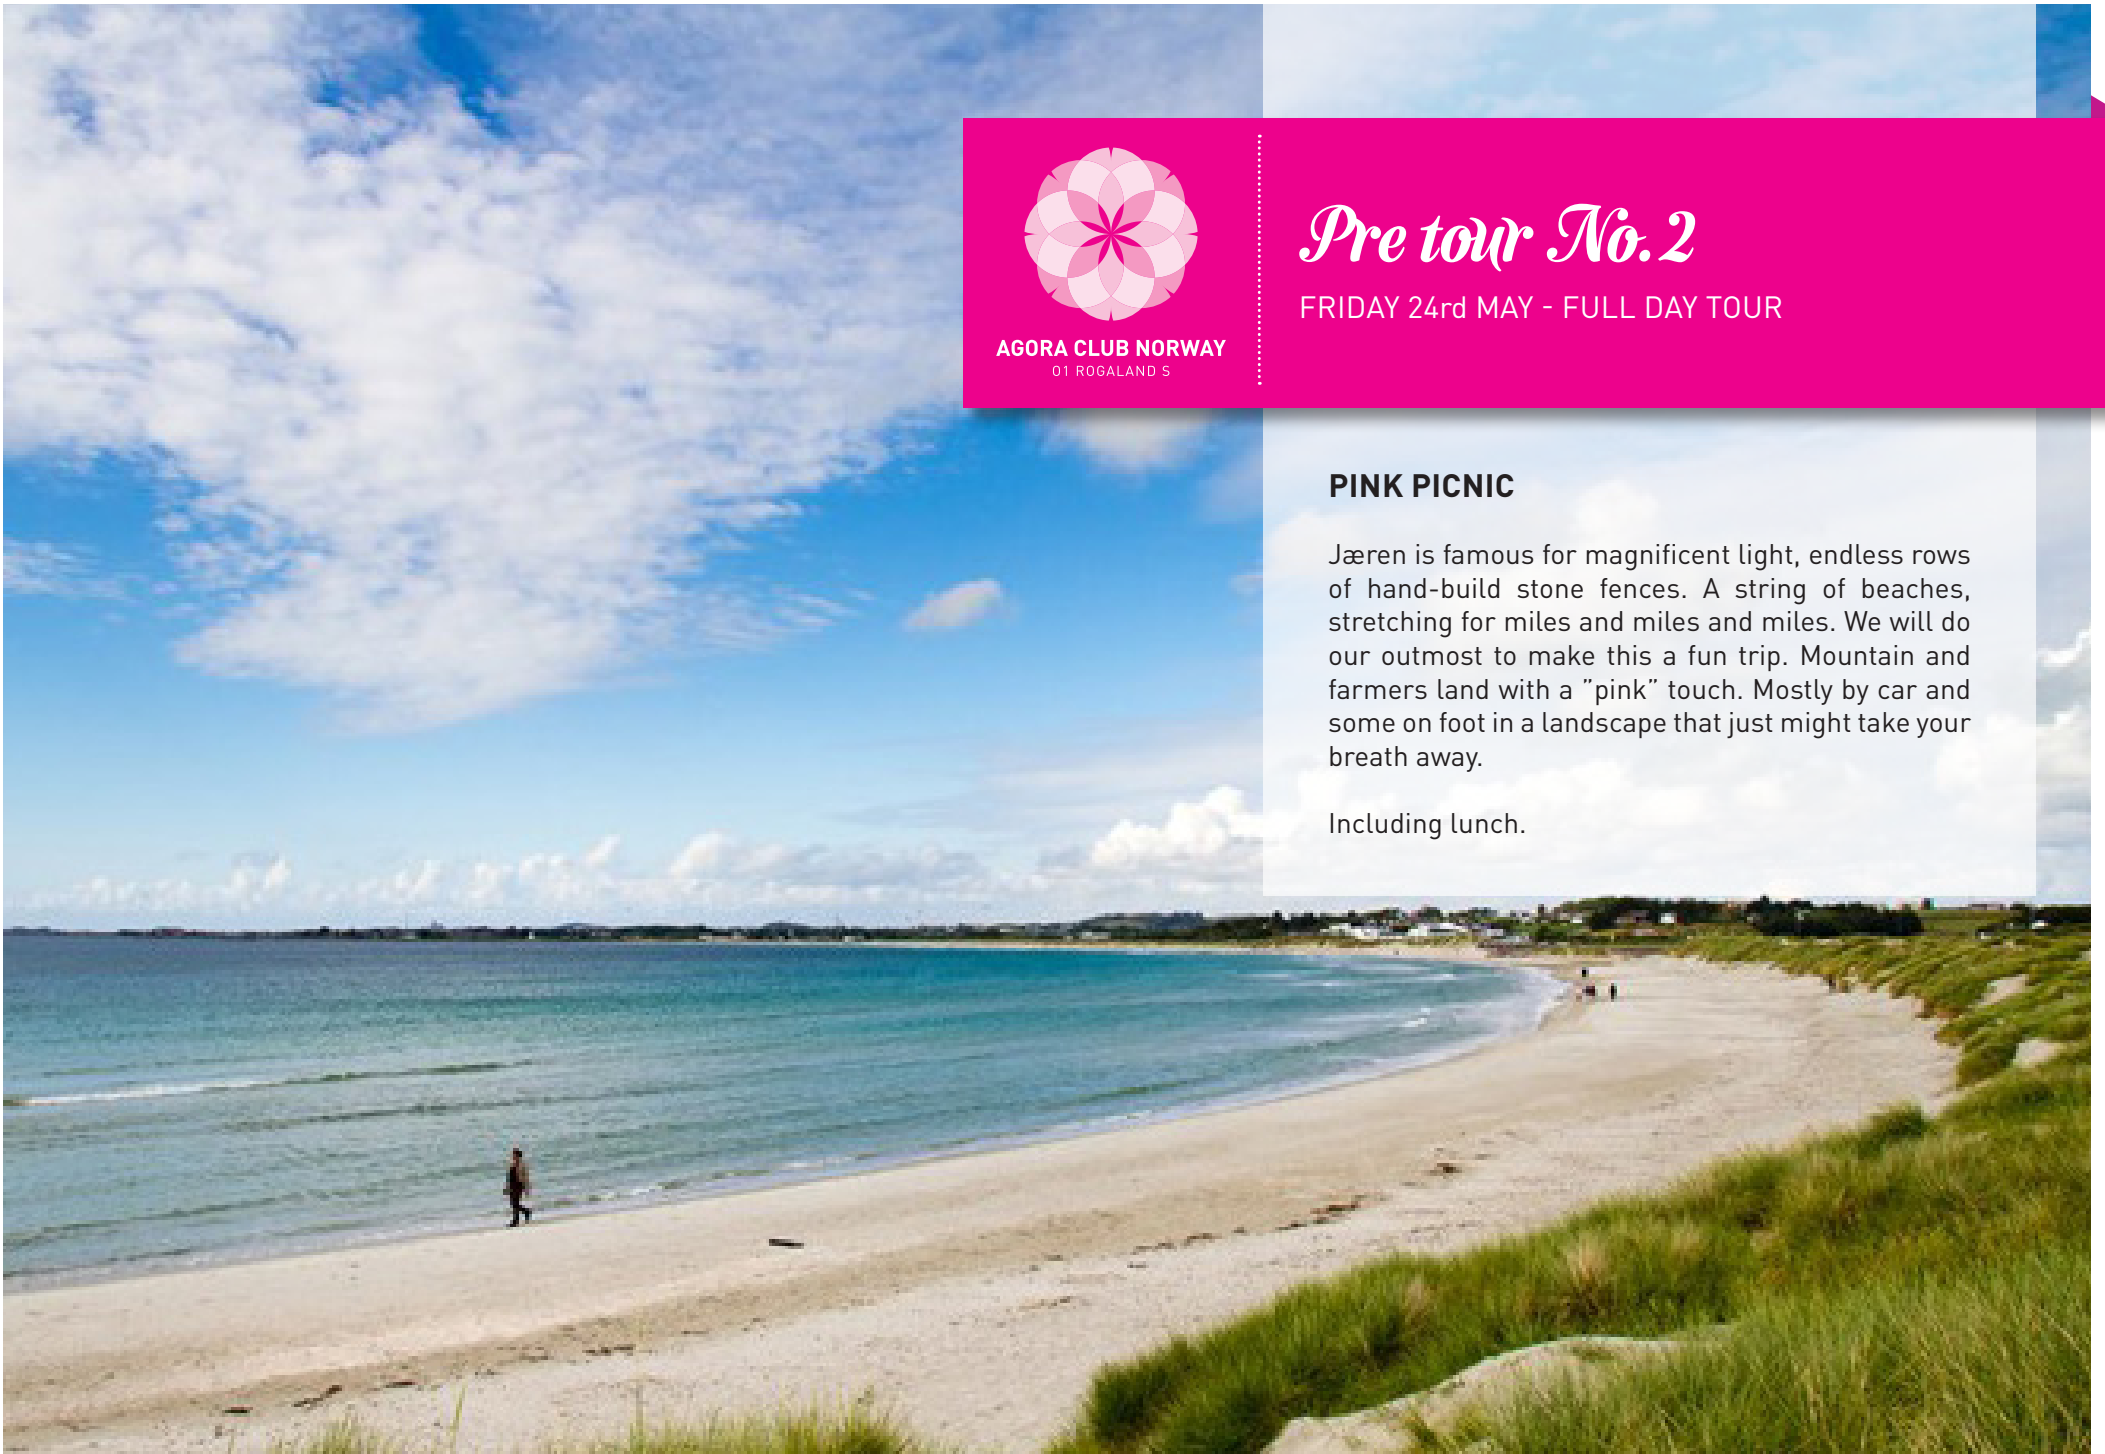 AGORA CLUB NORWAY
01 ROGALAND S
Pre tour No.2
FRIDAY 24rd MAY - FULL DAY TOUR
PINK PICNIC
Jæren is famous for magnificent light, endless rows
of hand-build stone fences. A string of beaches,
stretching for miles and miles and miles. We will do
our outmost to make this a fun trip. Mountain and
farmers land with a ”pink” touch. Mostly by car and
some on foot in a landscape that just might take your
breath away.
Including lunch.